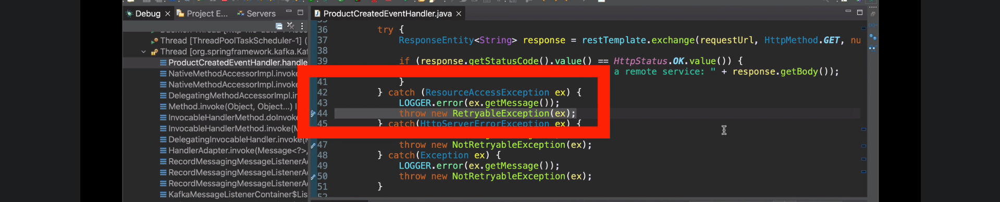 Debug Project E... Servers
ProductCreatedEventHandler.java
Thread [ThreadPoolTaskScheduler-1] (
Thread [org.springframework.kafka.Kaf
ProductCreatedEventHandler.handle
NativeMethodAccessorImpl.invoke
NativeMethodAccessorImpl.invoke
DelegatingMethodAccessorImpl.in
Method.invoke(Object, Object...) l
InvocableHandlerMethod.doInvoke
InvocableHandlerMethod.invoke(M
DelegatingInvocableHandler.invoke(M
HandlerAdapter.invoke(Message<?>,
RecordMessagingMessageListenerA
RecordMessagingMessageListenerA
RecordMessagingMessageListenerA
KafkaMessageListenerContainer$Lis
36 try {
37 ResponseEntity<String> response = restTemplate.exchange(requestUrl, HttpMethod.GET, nu
38
39 if (response.getStatusCode().value() == HttpStatus.OK.value()) {
a remote service: " + response.getBody());
41 }
42 } catch (ResourceAccessException ex) {
43 LOGGER.error(ex.getMessage());
44 throw new RetryableException(ex);
45 } catch(HttpServerErrorException ex) {
47 throw new NotRetryableException(ex);
48 } catch(Exception ex) {
49 LOGGER.error(ex.getMessage());
50 throw new NotRetryableException(ex);
51 }
52